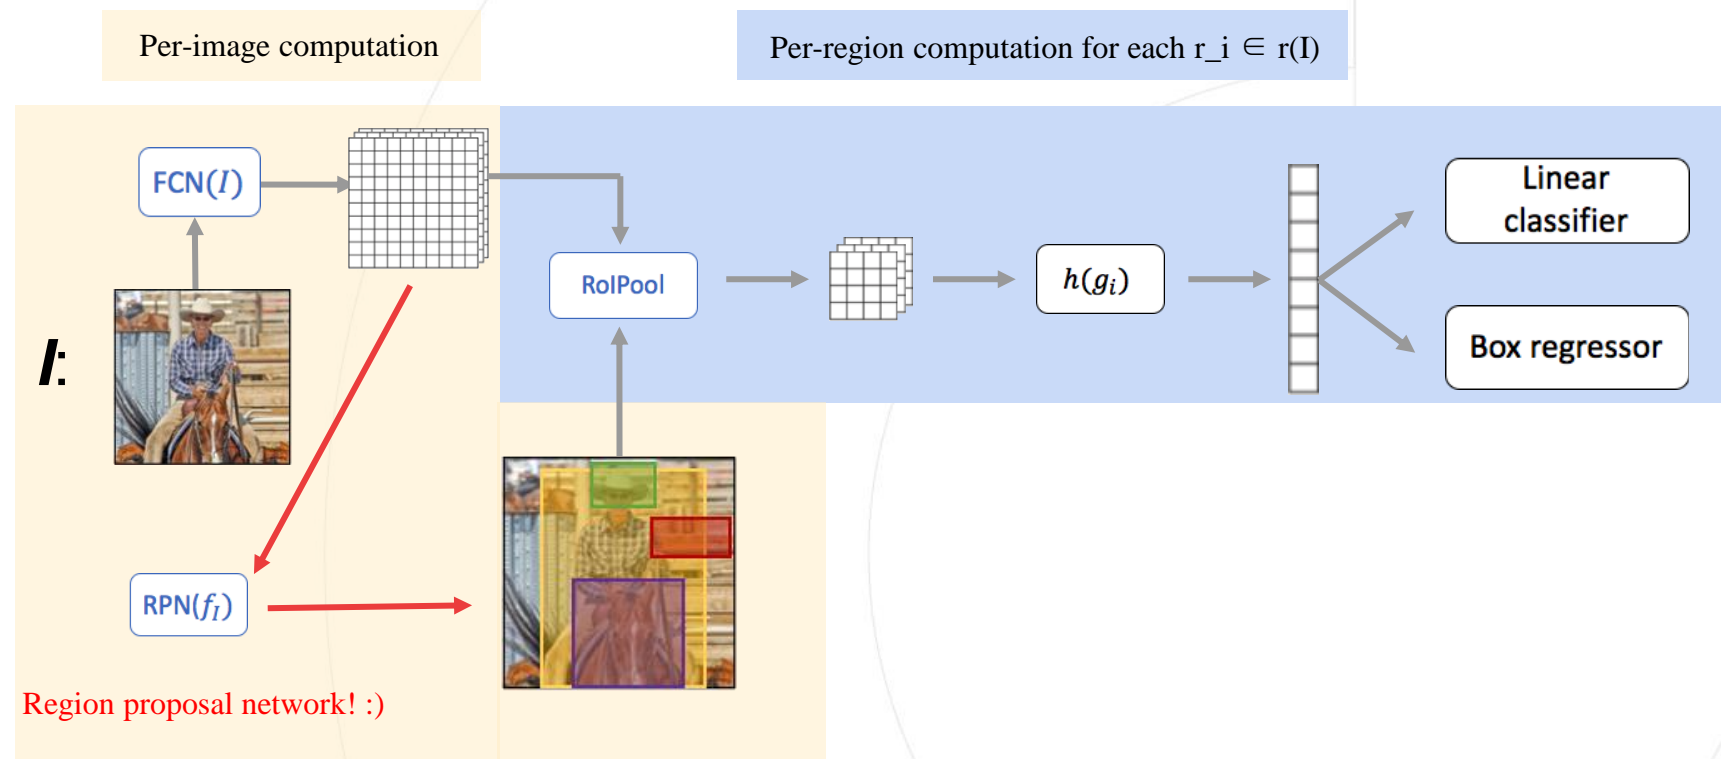 Per-image computation
Per-region computation for each r_i ∈ r(I)
FCN(I)
RoIPool
h(g_i)
Linear
classifier
Box regressor
I:
RPN(f_I)
Region proposal network! :)